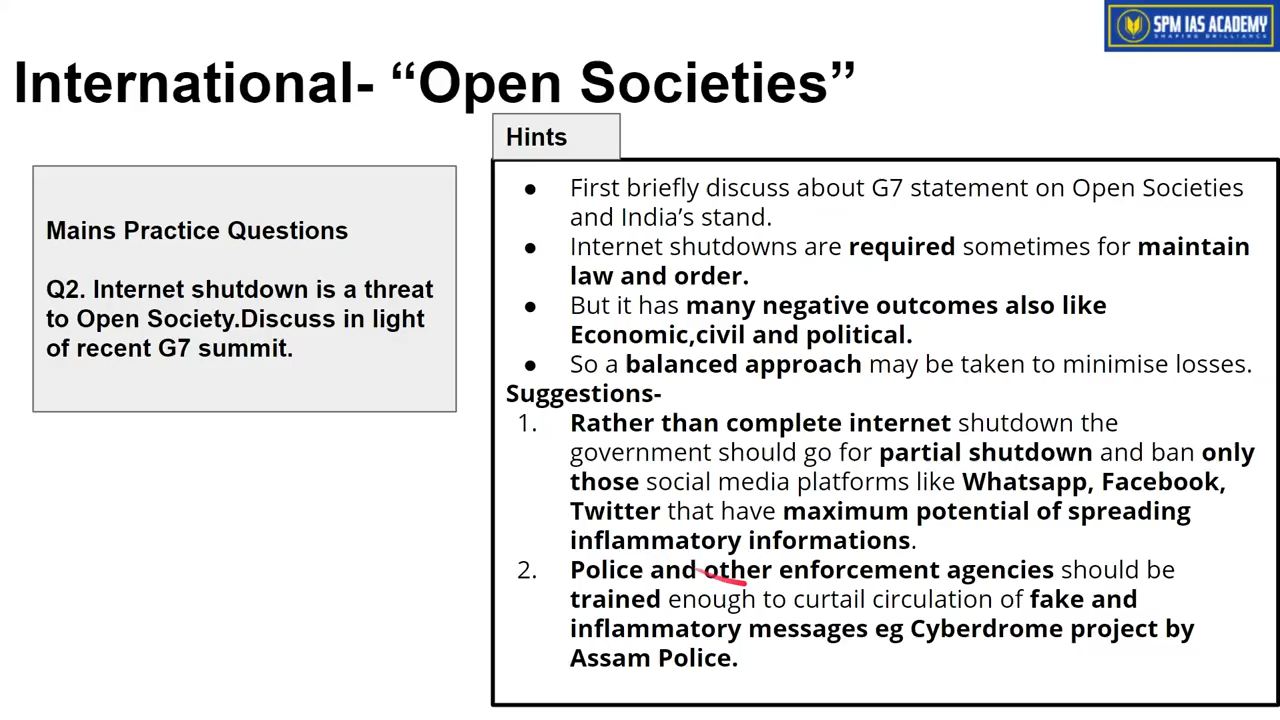 SPM IAS ACADEMY
SHAPING BRILLIANCE
International- “Open Societies”
Hints
Mains Practice Questions
Q2. Internet shutdown is a threat
to Open Society.Discuss in light
of recent G7 summit.
● First briefly discuss about G7 statement on Open Societies
and India’s stand.
● Internet shutdowns are required sometimes for maintain
law and order.
● But it has many negative outcomes also like
Economic,civil and political.
● So a balanced approach may be taken to minimise losses.
Suggestions-
1. Rather than complete internet shutdown the
government should go for partial shutdown and ban only
those social media platforms like Whatsapp, Facebook,
Twitter that have maximum potential of spreading
inflammatory informations.
2. Police and other enforcement agencies should be
trained enough to curtail circulation of fake and
inflammatory messages eg Cyberdrome project by
Assam Police.